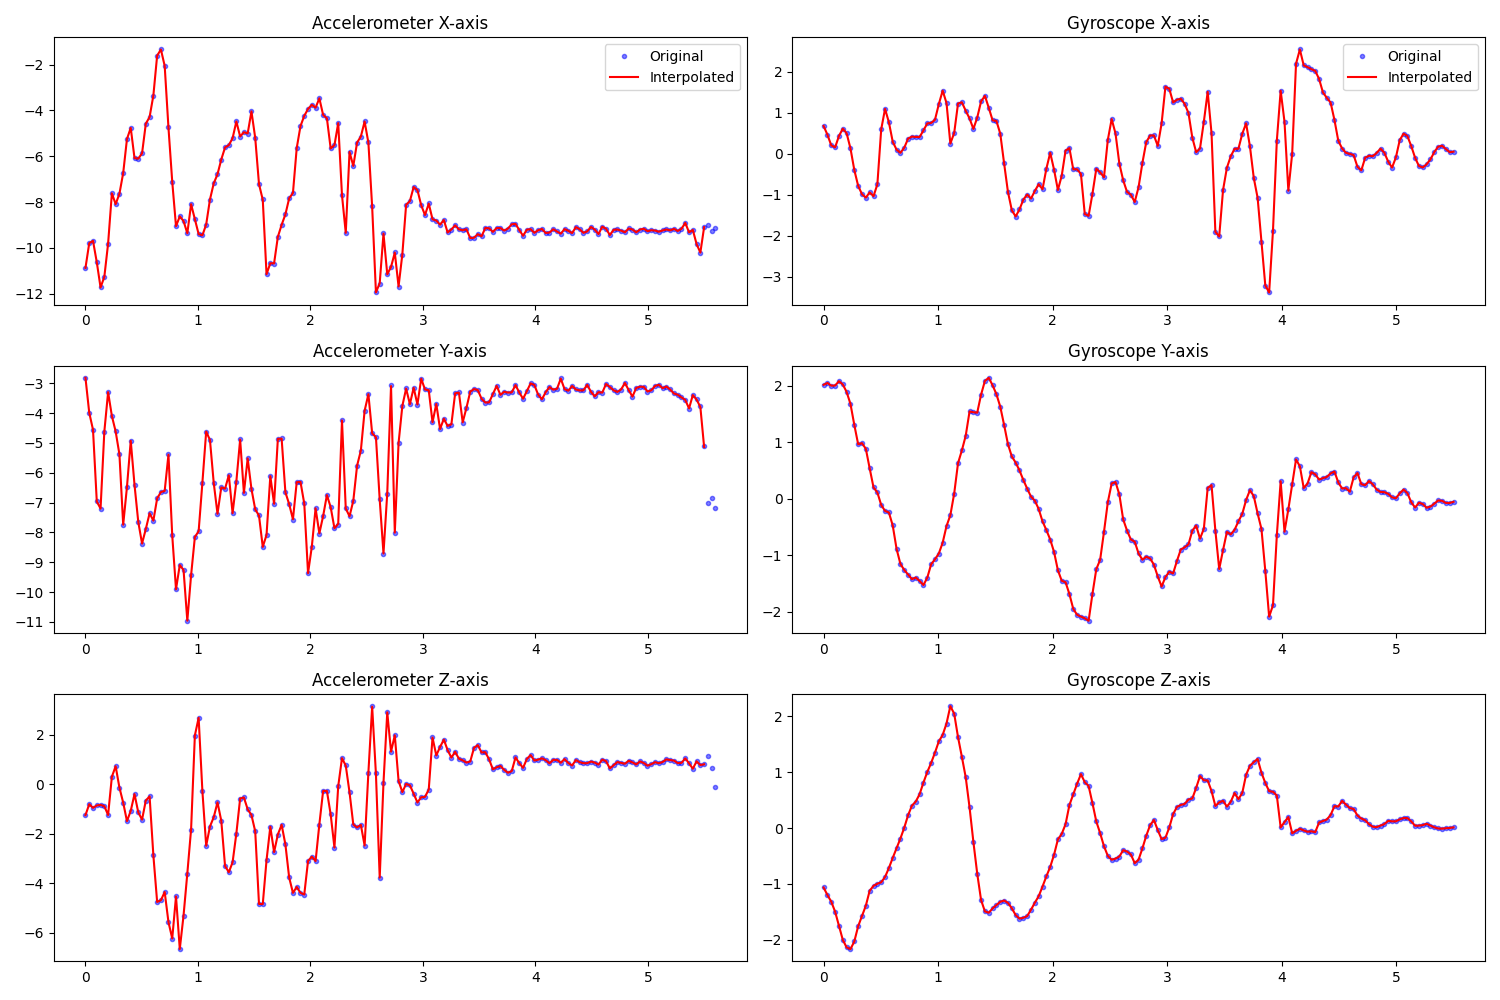 Accelerometer X-axis
Original
Interpolated
−2
−4
−6
−8
−10
−12
0 1 2 3 4 5
Gyroscope X-axis
Original
Interpolated
2
1
0
−1
−2
−3
0 1 2 3 4 5
Accelerometer Y-axis
−3
−4
−5
−6
−7
−8
−9
−10
−11
0 1 2 3 4 5
Gyroscope Y-axis
2
1
0
−1
−2
0 1 2 3 4 5
Accelerometer Z-axis
2
0
−2
−4
−6
0 1 2 3 4 5
Gyroscope Z-axis
2
1
0
−1
−2
0 1 2 3 4 5